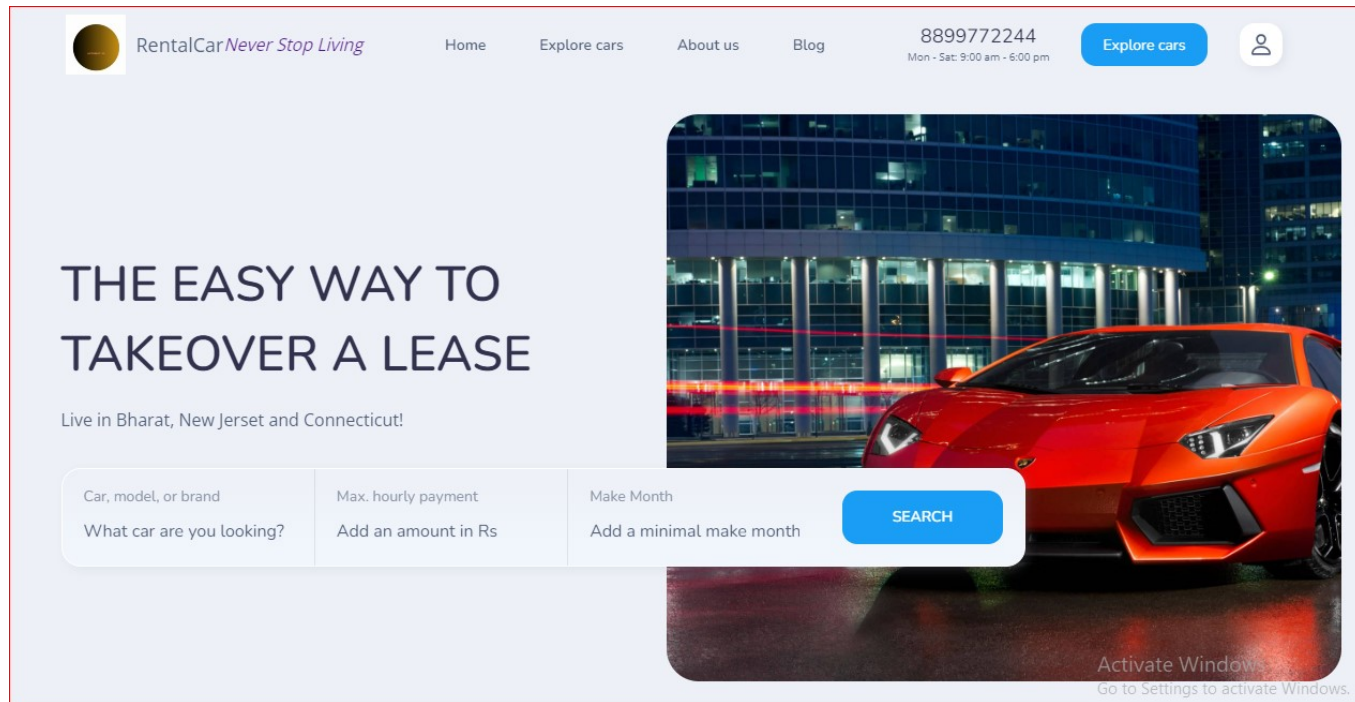 RentalCar Never Stop Living
Home
Explore cars
About us
Blog
8899772244
Mon - Sat: 9:00 am - 6:00 pm
Explore cars
THE EASY WAY TO
TAKEOVER A LEASE
Live in Bharat, New Jerset and Connecticut!
Car, model, or brand
What car are you looking?
Max. hourly payment
Add an amount in Rs
Make Month
Add a minimal make month
SEARCH
Activate Windows
Go to Settings to activate Windows.